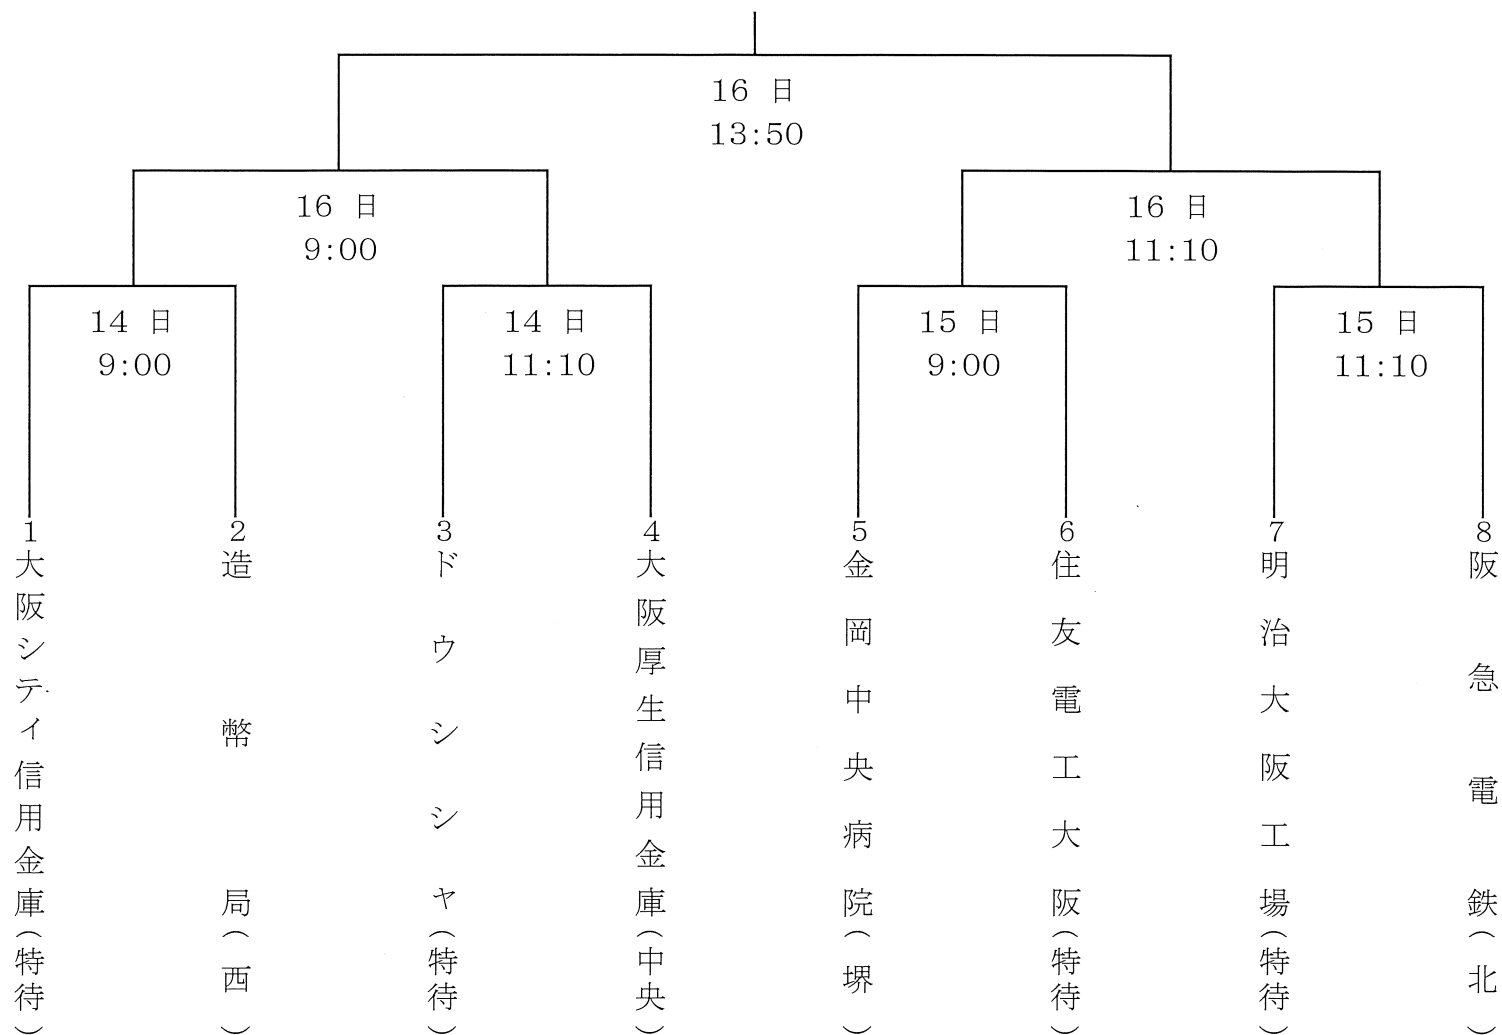 16 日
13:50
16 日
9:00
16 日
11:10
14 日
9:00
14 日
11:10
15 日
9:00
15 日
11:10
1
大阪シティ信用金庫(特待)
2
造幣局(西)
3
ドウシシャ(特待)
4
大阪厚生信用金庫(中央)
5
金岡中央病院(堺)
6
住友電工大阪(特待)
7
明治大阪工場(特待)
8
阪急電鉄(北)